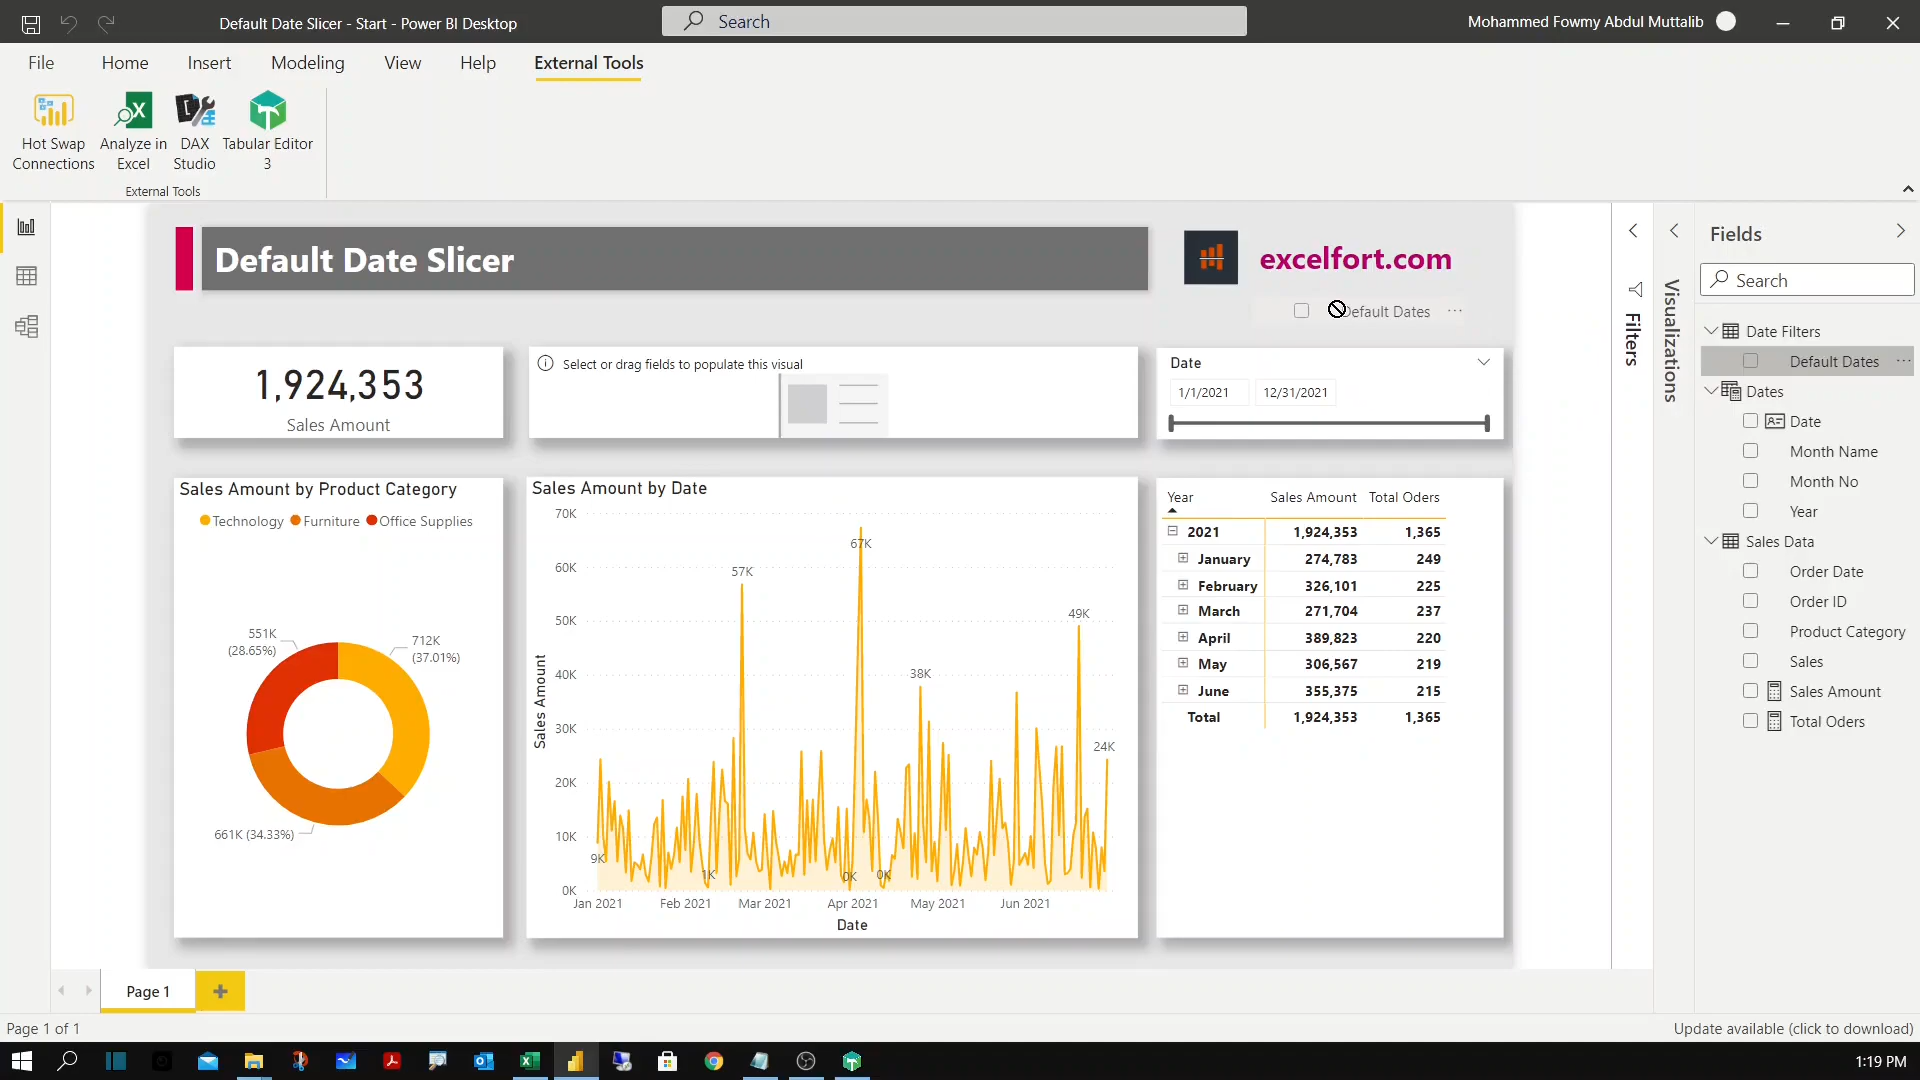 Default Date Slicer - Start - Power BI Desktop
Search
Mohammed Fowmy Abdul Muttalib
File Home Insert Modeling View Help External Tools
Hot Swap Connections
Analyze in Excel
DAX Studio
Tabular Editor 3
External Tools
Default Date Slicer
excelfort.com
Default Dates ...
1,924,353
Sales Amount
Select or drag fields to populate this visual
Date
1/1/2021 12/31/2021
Sales Amount by Product Category
Technology Furniture Office Supplies
551K
(28.65%)
712K
(37.01%)
661K (34.33%)
Sales Amount by Date
70K
60K
50K
40K
30K
20K
10K
0K
Sales Amount
57K
67K
38K
49K
24K
9K
1K
0K
0K
Jan 2021 Feb 2021 Mar 2021 Apr 2021 May 2021 Jun 2021
Date
Year Sales Amount Total Oders
2021 1,924,353 1,365
January 274,783 249
February 326,101 225
March 271,704 237
April 389,823 220
May 306,567 219
June 355,375 215
Total 1,924,353 1,365
Filters
Visualizations
Fields
Search
Date Filters
Default Dates ...
Dates
Date
Month Name
Month No
Year
Sales Data
Order Date
Order ID
Product Category
Sales
Sales Amount
Total Oders
Page 1
Page 1 of 1
Update available (click to download)
1:19 PM